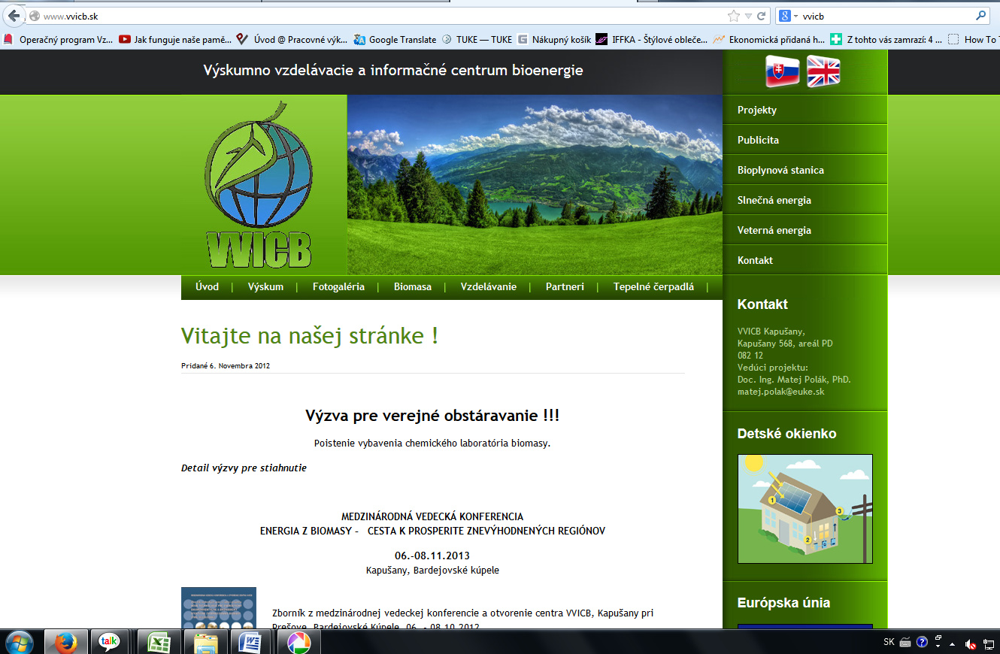 www.vvicb.sk
vvicb
Operačný program Vz...
Jak funguje naše pamě...
Úvod @ Pracovné výk...
Google Translate
TUKE — TUKE
Nákupný košík
IFFKA - Štýlové obleče...
Ekonomická pridaná h...
Z tohto vás zamrazí: 4 ...
How To
Výskumno vzdelávacie a informačné centrum bioenergie
VVICB
Projekty
Publicita
Bioplynová stanica
Slnečná energia
Veterná energia
Kontakt
Úvod | Výskum | Fotogaléria | Biomasa | Vzdelávanie | Partneri | Tepelné čerpadlá |
Vitajte na našej stránke !
Pridané 6. Novembra 2012
Výzva pre verejné obstáravanie !!!
Poistenie vybavenia chemického laboratória biomasy.
Detail výzvy pre stiahnutie
MEDZINÁRODNÁ VEDECKÁ KONFERENCIA
ENERGIA Z BIOMASY - CESTA K PROSPERITE ZNEVÝHODNENÝCH REGIÓNOV
06.-08.11.2013
Kapušany, Bardejovské kúpele
Zborník z medzinárodnej vedeckej konferencie a otvorenie centra VVICB, Kapušany pri
Prešove, Bardejovské Kúpele, 06. - 08.10.2012
Kontakt
VVICB Kapušany,
Kapušany 568, areál PD
082 12
Vedúci projektu:
Doc. Ing. Matej Polák, PhD.
matej.polak@euke.sk
Detské okienko
1
2
3
Európska únia
talk
SK